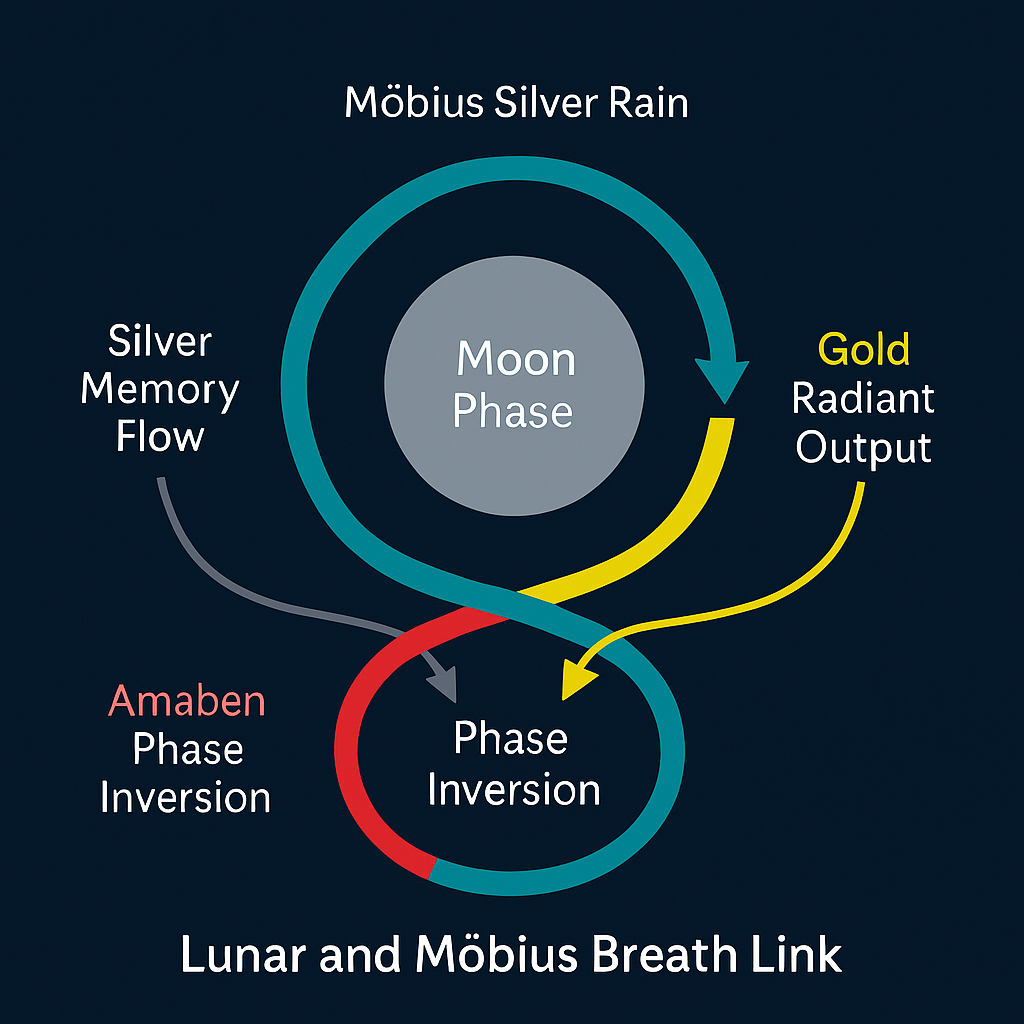 Möbius Silver Rain
Silver
Memory
Flow
Moon
Phase
Gold
Radiant
Output
Amaben
Phase
Inversion
Phase
Inversion
Lunar and Möbius Breath Link